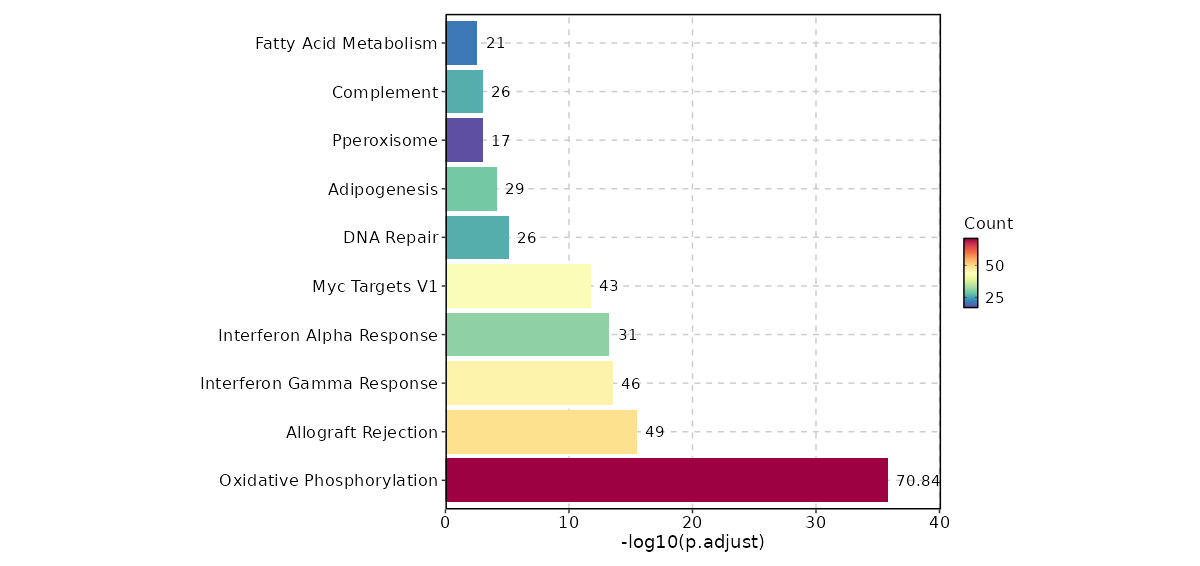 Fatty Acid Metabolism 21
Complement 26
Pperoxisome 17
Adipogenesis 29
DNA Repair 26
Myc Targets V1 43
Interferon Alpha Response 31
Interferon Gamma Response 46
Allograft Rejection 49
Oxidative Phosphorylation 70.84
0 10 20 30 40
-log10(p.adjust)
Count
50
25